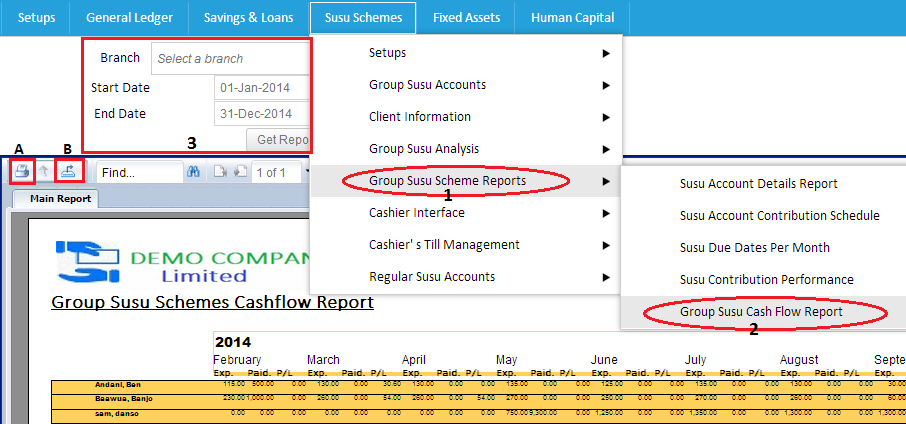 Setups General Ledger Savings & Loans Susu Schemes Fixed Assets Human Capital
Branch Select a branch
Start Date 01-Jan-2014
End Date 31-Dec-2014
3 Get Repo
Setups
Group Susu Accounts
Client Information
Group Susu Analysis
Group Susu Scheme Reports
1
Cashier Interface
Cashier' s Till Management
Regular Susu Accounts
Susu Account Details Report
Susu Account Contribution Schedule
Susu Due Dates Per Month
Susu Contribution Performance
Group Susu Cash Flow Report
2
A B
Find... 1 of 1
Main Report
DEMO COMPAN
Limited
Group Susu Schemes Cashflow Report
2014
February March April May June July August Septe
Exp. Paid. P/L Exp. Paid. P/L Exp. Paid. P/L Exp. Paid. P/L Exp. Paid. P/L Exp. Paid. P/L Exp. Paid. P/L Exp.
Andani, Ben 115.00 500.00 0.00 130.00 0.00 30.60 130.00 0.00 0.00 135.00 0.00 0.00 125.00 0.00 0.00 135.00 0.00 0.00 130.00 0.00 0.00 30.00
Baawua, Banjo 230.00 1,000.00 0.00 260.00 0.00 54.00 260.00 0.00 54.00 270.00 0.00 0.00 250.00 0.00 0.00 270.00 0.00 0.00 260.00 0.00 0.00 60.00
sam, danso 0.00 0.00 0.00 0.00 0.00 0.00 0.00 0.00 0.00 750.00 9,300.00 0.00 1,250.00 0.00 0.00 1,350.00 0.00 0.00 1,300.00 0.00 0.00 1,300.00